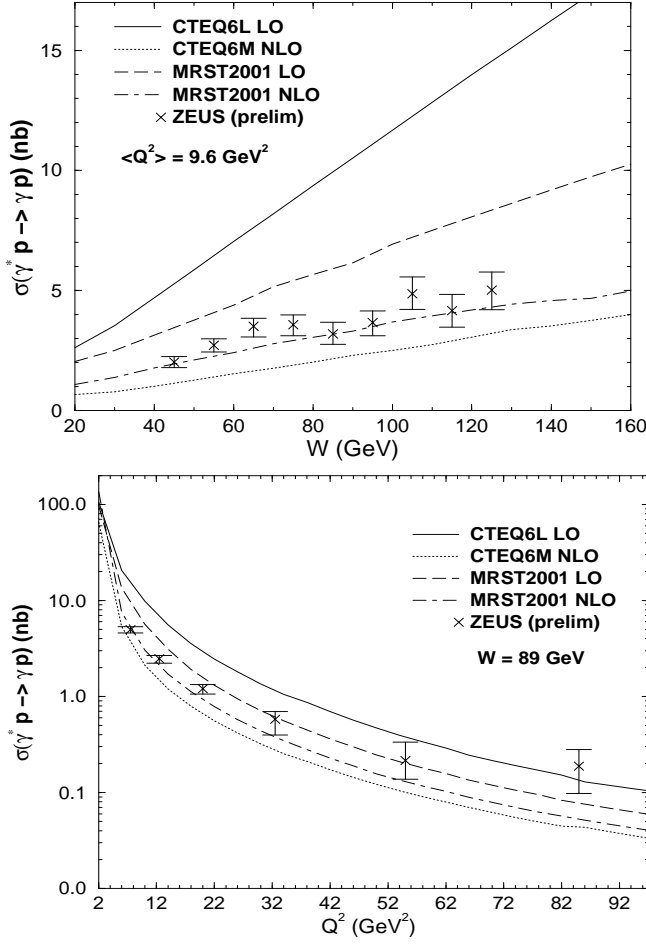 CTEQ6L LO
CTEQ6M NLO
MRST2001 LO
MRST2001 NLO
ZEUS (prelim)
<Q²> = 9.6 GeV²
σ(γ* p −> γ p) (nb)
15
10
5
0
20 40 60 80 100 120 140 160
W (GeV)
100.0
10.0
1.0
0.1
0.0
σ(γ* p −> γ p) (nb)
CTEQ6L LO
CTEQ6M NLO
MRST2001 LO
MRST2001 NLO
ZEUS (prelim)
W = 89 GeV
2 12 22 32 42 52 62 72 82 92
Q² (GeV²)